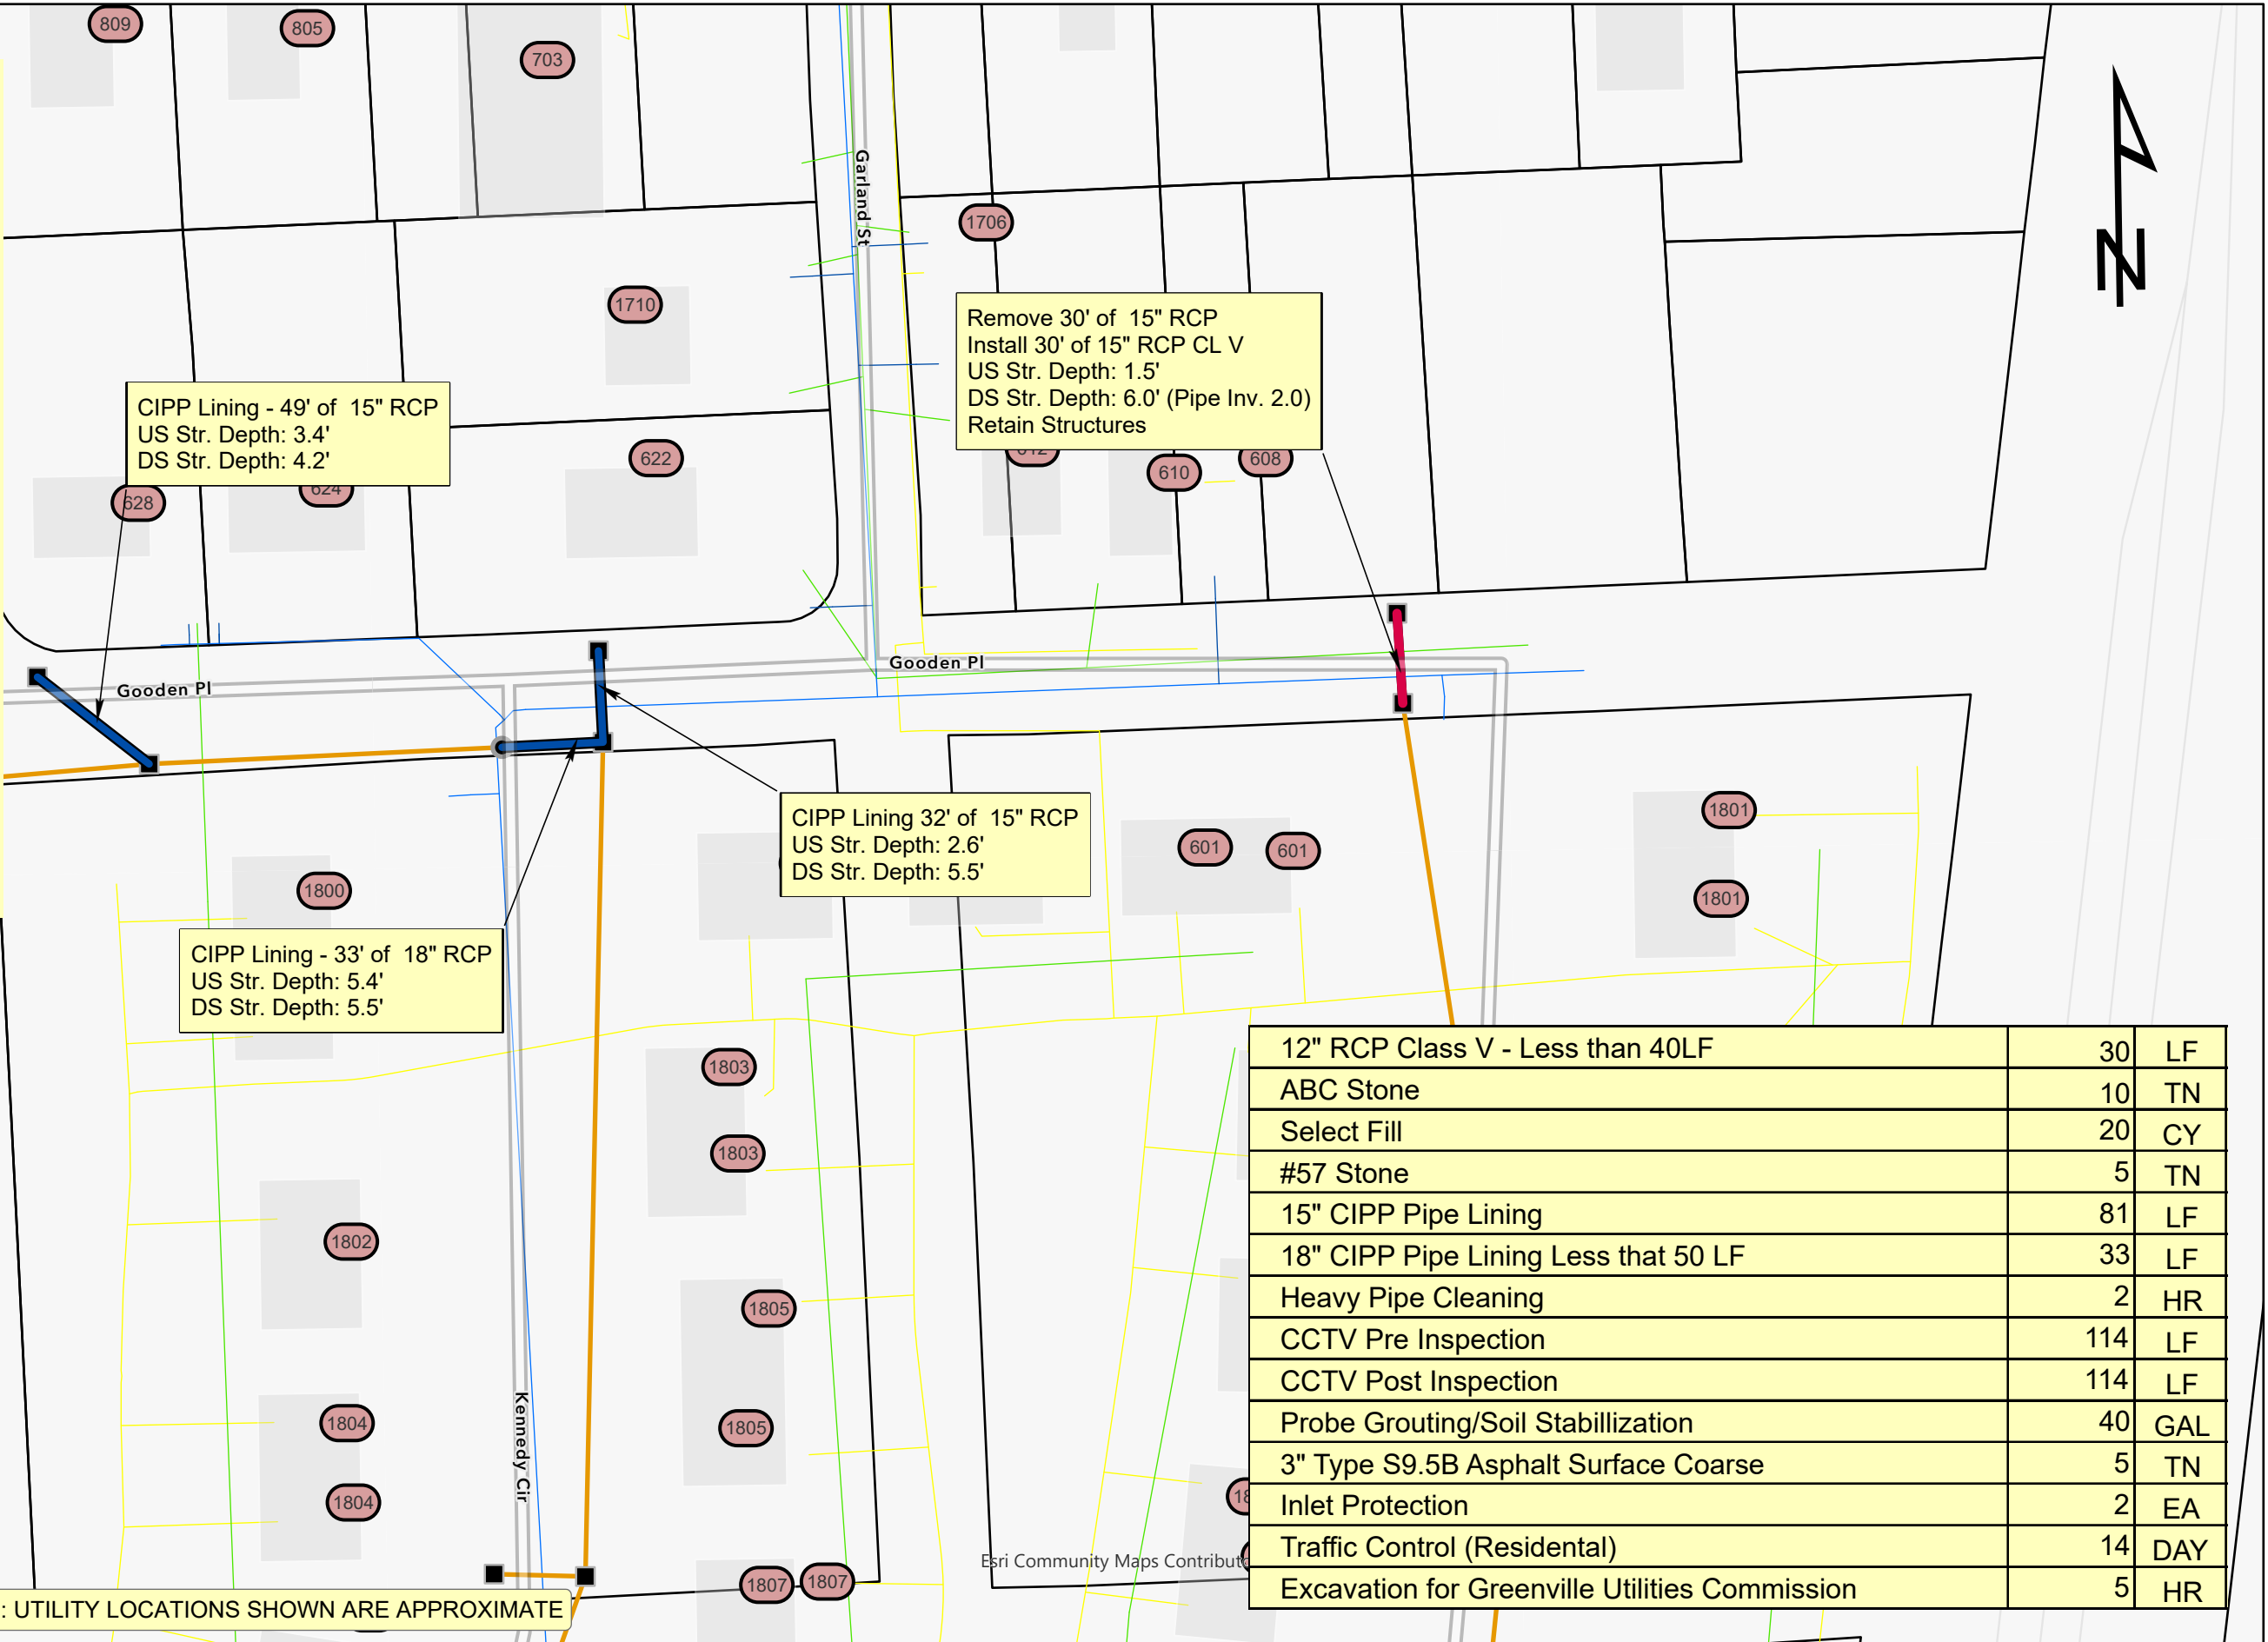 809
805
703
Garland St
1706
1710
Remove 30' of 15" RCP
Install 30' of 15" RCP CL V
US Str. Depth: 1.5'
DS Str. Depth: 6.0' (Pipe Inv. 2.0)
Retain Structures
N
CIPP Lining - 49' of 15" RCP
US Str. Depth: 3.4'
DS Str. Depth: 4.2'
622
612
610
608
628
624
Gooden Pl
Gooden Pl
CIPP Lining 32' of 15" RCP
US Str. Depth: 2.6'
DS Str. Depth: 5.5'
601
601
1801
1801
1800
CIPP Lining - 33' of 18" RCP
US Str. Depth: 5.4'
DS Str. Depth: 5.5'
1803
1803
1802
1805
1805
1804
1804
Kennedy Cir
1807
1807
12" RCP Class V - Less than 40LF 30 LF
ABC Stone 10 TN
Select Fill 20 CY
#57 Stone 5 TN
15" CIPP Pipe Lining 81 LF
18" CIPP Pipe Lining Less that 50 LF 33 LF
Heavy Pipe Cleaning 2 HR
CCTV Pre Inspection 114 LF
CCTV Post Inspection 114 LF
Probe Grouting/Soil Stabillization 40 GAL
3" Type S9.5B Asphalt Surface Coarse 5 TN
Inlet Protection 2 EA
Traffic Control (Residental) 14 DAY
Excavation for Greenville Utilities Commission 5 HR
Esri Community Maps Contribut
: UTILITY LOCATIONS SHOWN ARE APPROXIMATE